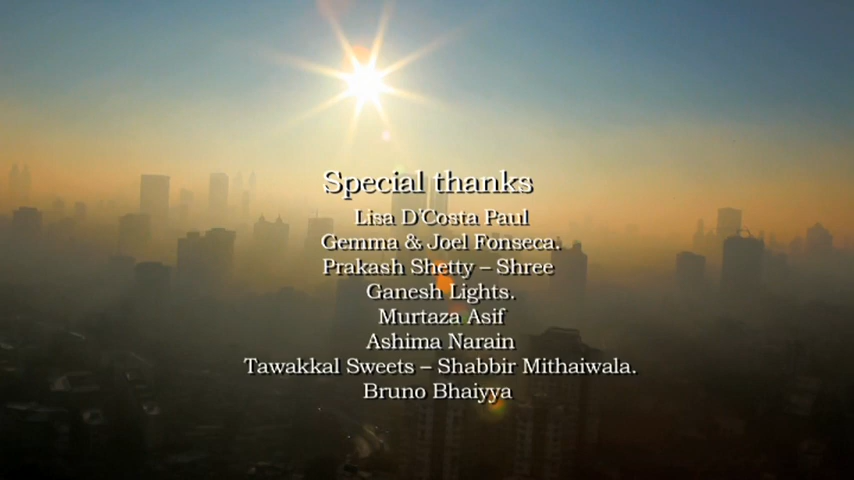 Special thanks
Lisa D'Costa Paul
Gemma & Joel Fonseca.
Prakash Shetty – Shree
Ganesh Lights.
Murtaza Asif
Ashima Narain
Tawakkal Sweets – Shabbir Mithaiwala.
Bruno Bhaiyya